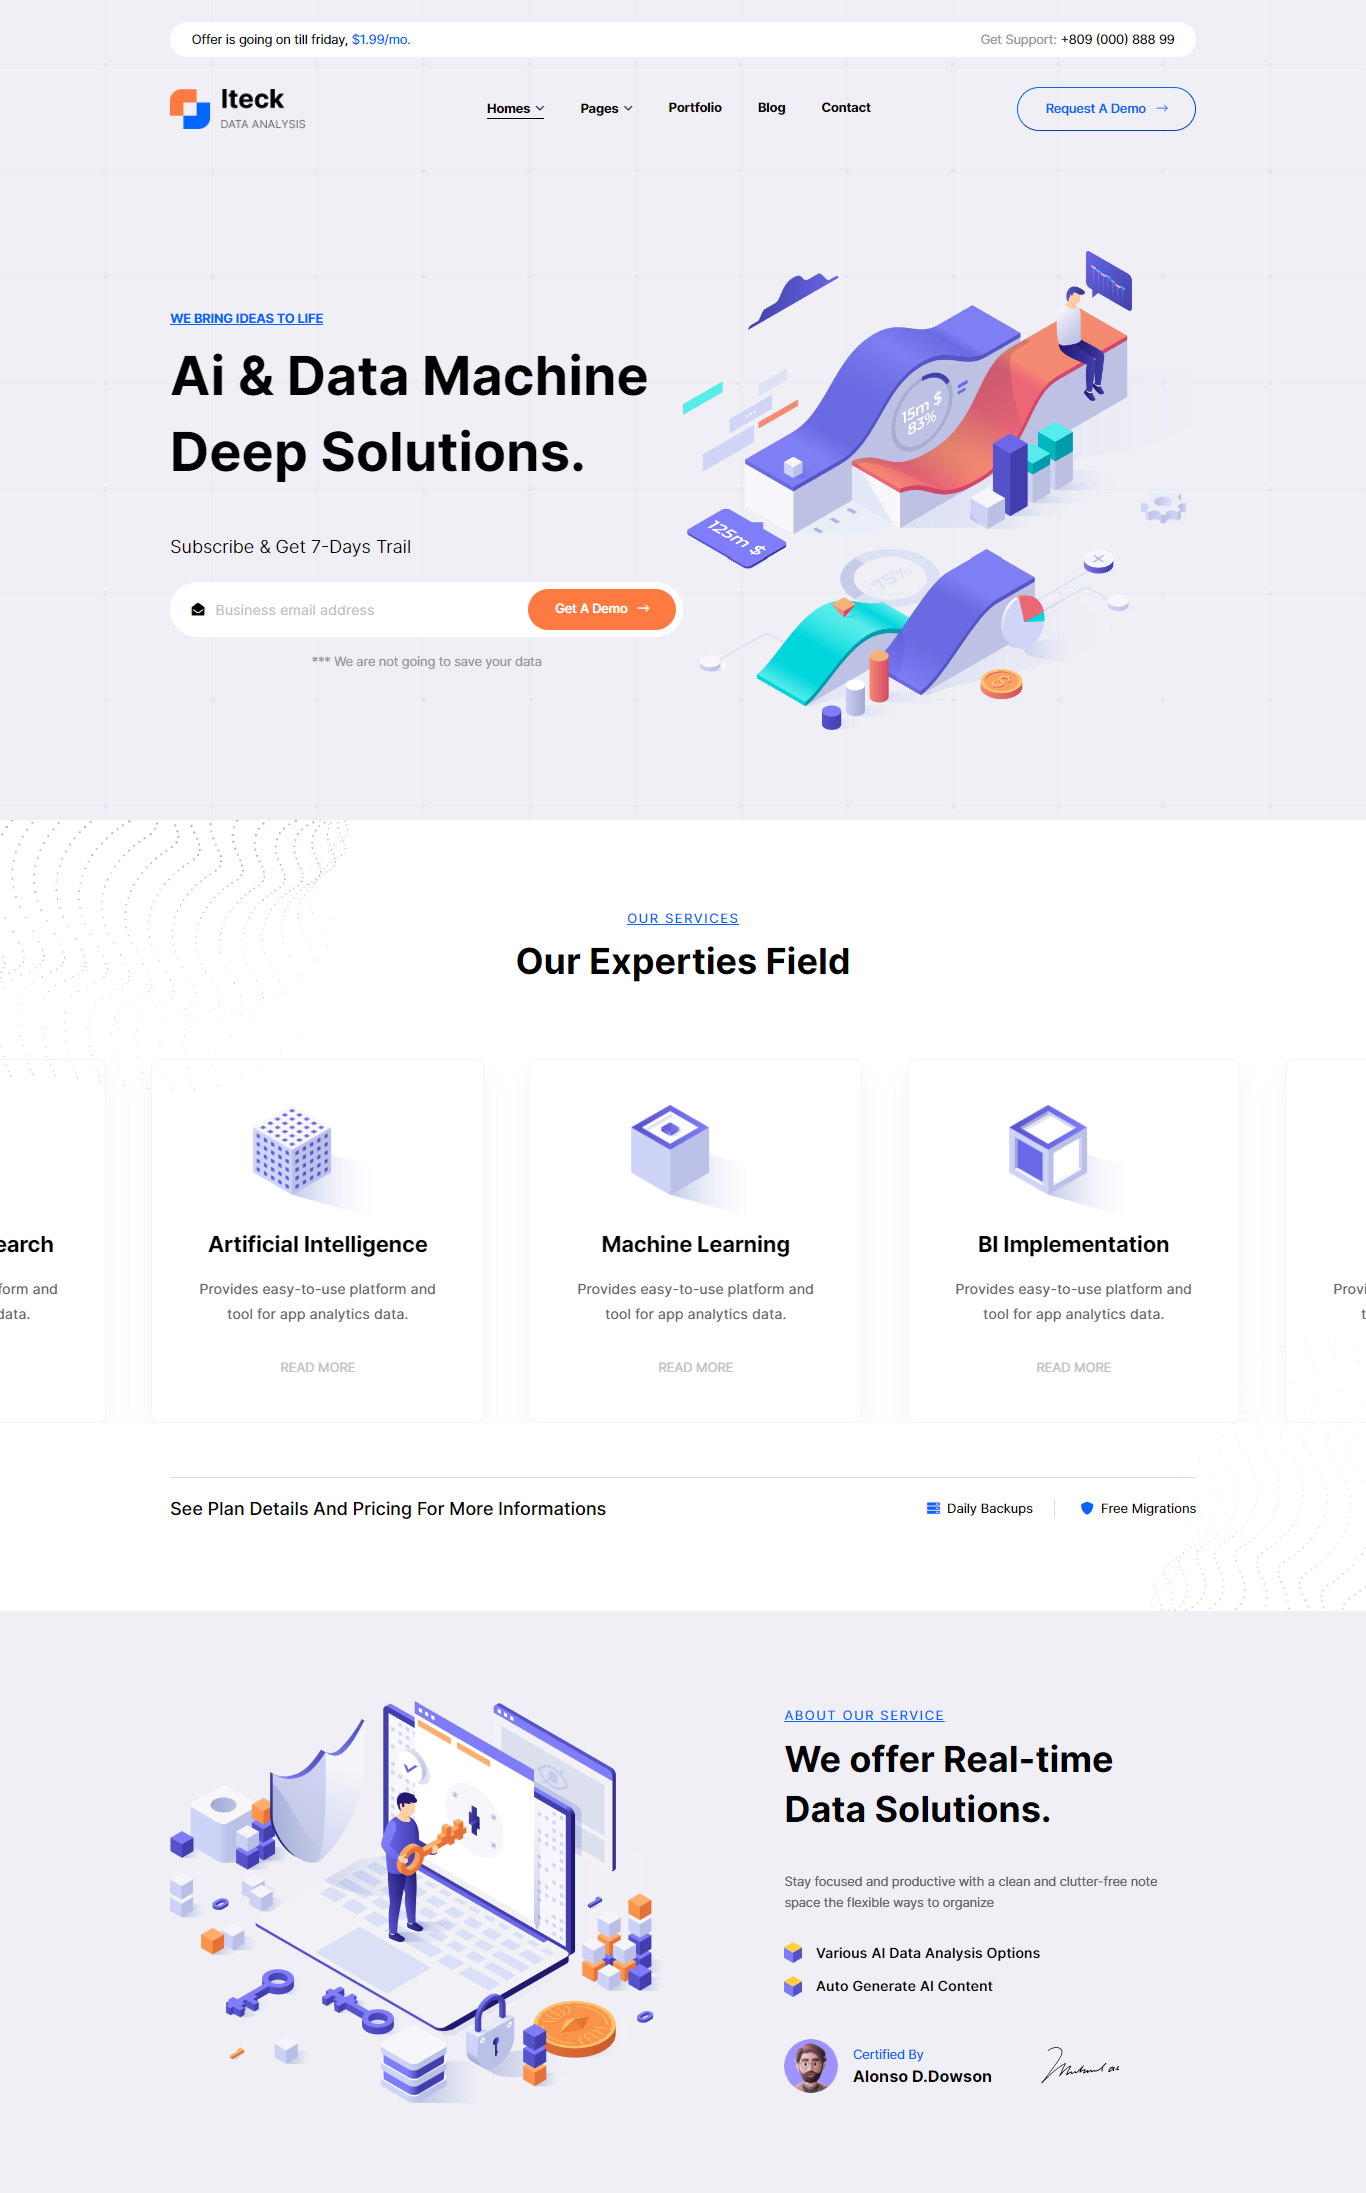 Offer is going on till friday, $1.99/mo.
Get Support: +809 (000) 888 99
Iteck
DATA ANALYSIS
Homes
Pages
Portfolio
Blog
Contact
Request A Demo
WE BRING IDEAS TO LIFE
Ai & Data Machine
Deep Solutions.
Subscribe & Get 7-Days Trail
Business email address
Get A Demo
*** We are not going to save your data
15m $
83%
125m $
75%
OUR SERVICES
Our Experties Field
earch
form and
data.
Artificial Intelligence
Provides easy-to-use platform and
tool for app analytics data.
READ MORE
Machine Learning
Provides easy-to-use platform and
tool for app analytics data.
READ MORE
BI Implementation
Provides easy-to-use platform and
tool for app analytics data.
READ MORE
Provi
t
See Plan Details And Pricing For More Informations
Daily Backups
Free Migrations
ABOUT OUR SERVICE
We offer Real-time
Data Solutions.
Stay focused and productive with a clean and clutter-free note
space the flexible ways to organize
Various AI Data Analysis Options
Auto Generate AI Content
Certified By
Alonso D.Dowson